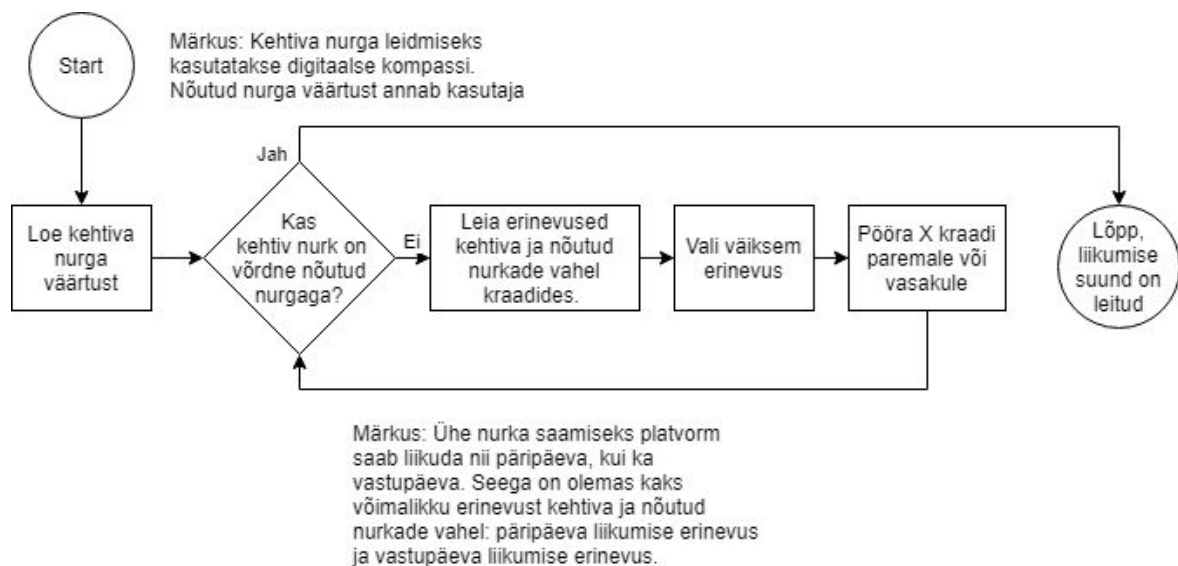 Start
Märkus: Kehtiva nurga leidmiseks
kasutatakse digitaalse kompassi.
Nõutud nurga väärtust annab kasutaja
Loe kehtiva
nurga
väärtust
Jah
Kas
kehtiv nurk on
võrdne nõutud
nurgaga?
Ei
Leia erinevused
kehtiva ja nõutud
nurkade vahel
kraadides.
Vali väiksem
erinevus
Pööra X kraadi
paremale või
vasakule
Lõpp,
liikumise
suund on
leitud
Märkus: Ühe nurka saamiseks platvorm
saab liikuda nii päripäeva, kui ka
vastupäeva. Seega on olemas kaks
võimalikku erinevust kehtiva ja nõutud
nurkade vahel: päripäeva liikumise erinevus
ja vastupäeva liikumise erinevus.